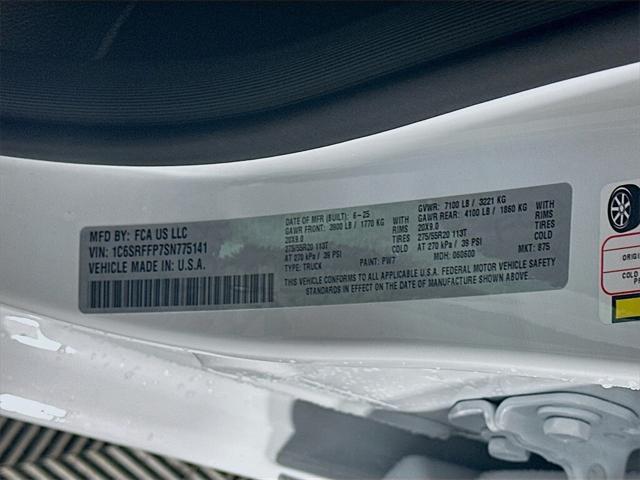 MFD BY: FCA US LLC
VIN: 1C6SRFFP7SN775141
VEHICLE MADE IN U.S.A.
DATE OF MFR (BUILT): 6-25
GAWR FRONT: 3900 LB / 1770 KG WITH
20X9.0 RIMS
275/55R20 113T TIRES
AT 270 kPa / 39 PSI COLD
TYPE: TRUCK PAINT: PW7
GVWR: 7100 LB / 3221 KG
GAWR REAR: 4100 LB / 1860 KG WITH
20X9.0 RIMS
275/55R20 113T TIRES
AT 270 kPa / 39 PSI COLD
MDH: 060600 MKT: 875
THIS VEHICLE CONFORMS TO ALL APPLICABLE U.S.A. FEDERAL MOTOR VEHICLE SAFETY
STANDARDS IN EFFECT ON THE DATE OF MANUFACTURE SHOWN ABOVE.
COLD